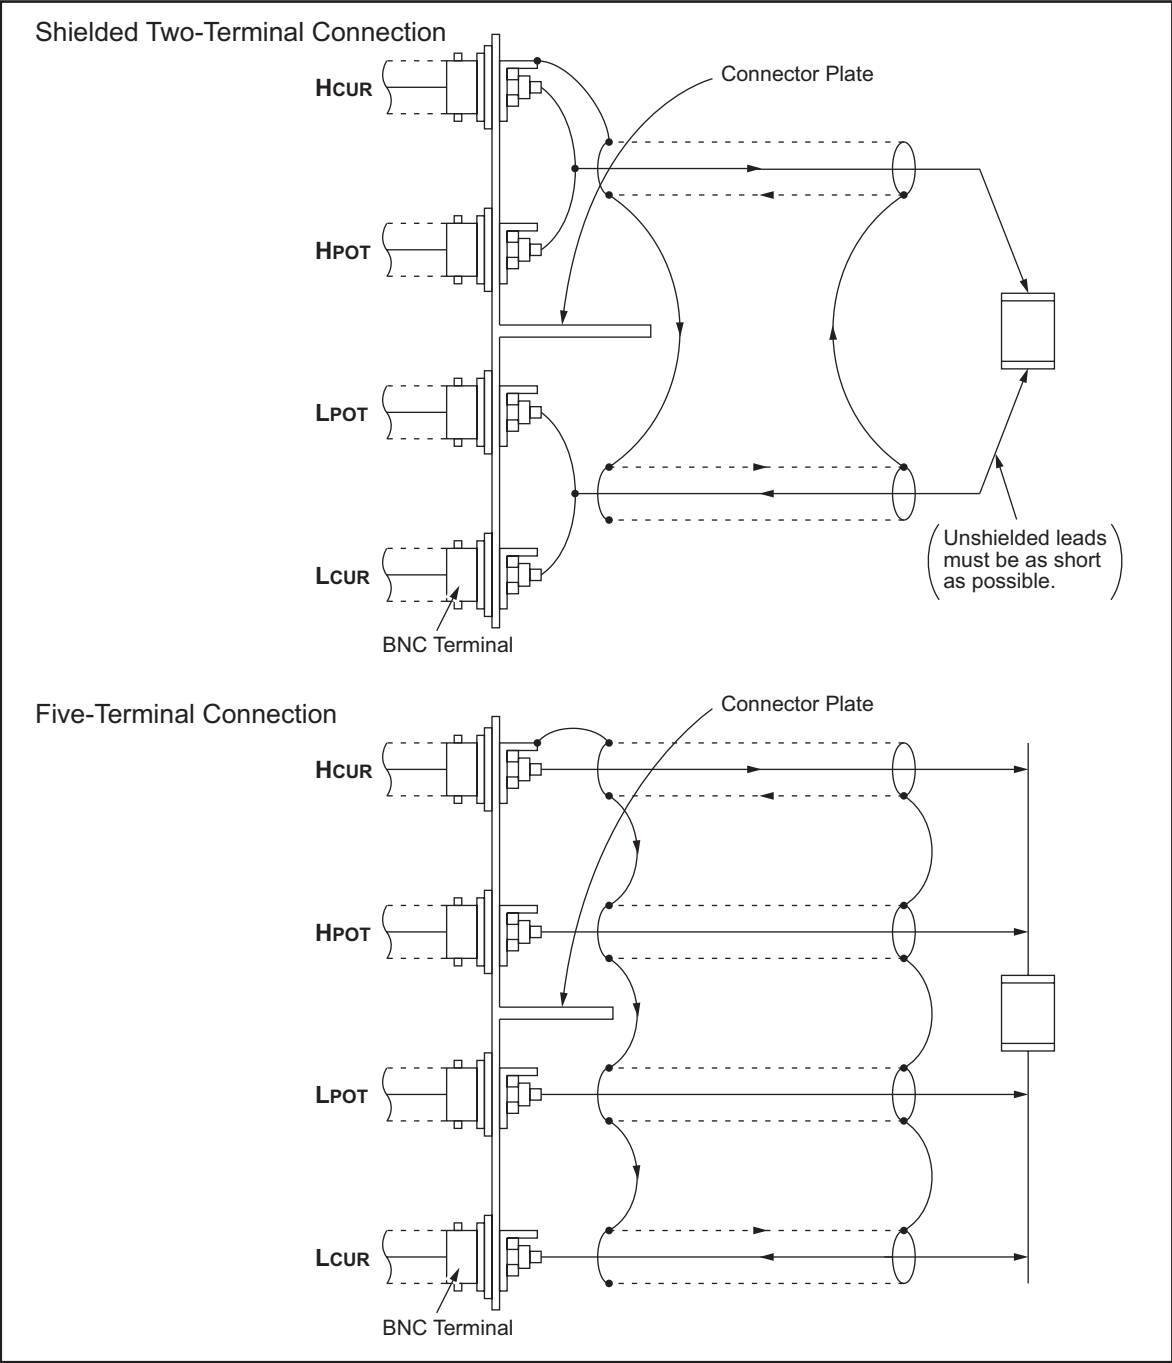 Shielded Two-Terminal Connection
Connector Plate
HCUR
HPOT
LPOT
LCUR
BNC Terminal
Unshielded leads
must be as short
as possible.
Five-Terminal Connection
Connector Plate
HCUR
HPOT
LPOT
LCUR
BNC Terminal